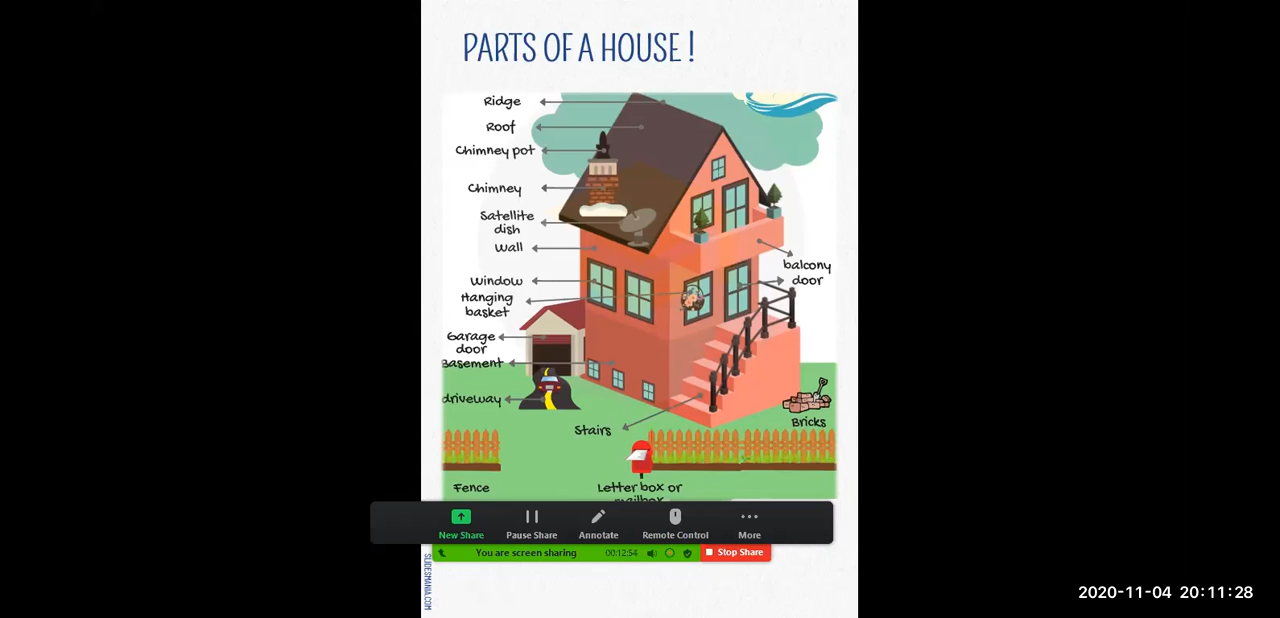 PARTS OF A HOUSE !
Ridge
Roof
Chimney pot
Chimney
Satellite
dish
Wall
balcony
door
Window
Hanging
basket
Garage
door
Basement
driveway
Stairs
Bricks
Fence
Letter box or
mailbox
New Share
Pause Share
Annotate
Remote Control
More
You are screen sharing
00:12:54
Stop Share
SLIDESMANIA.COM
2020-11-04 20:11:28